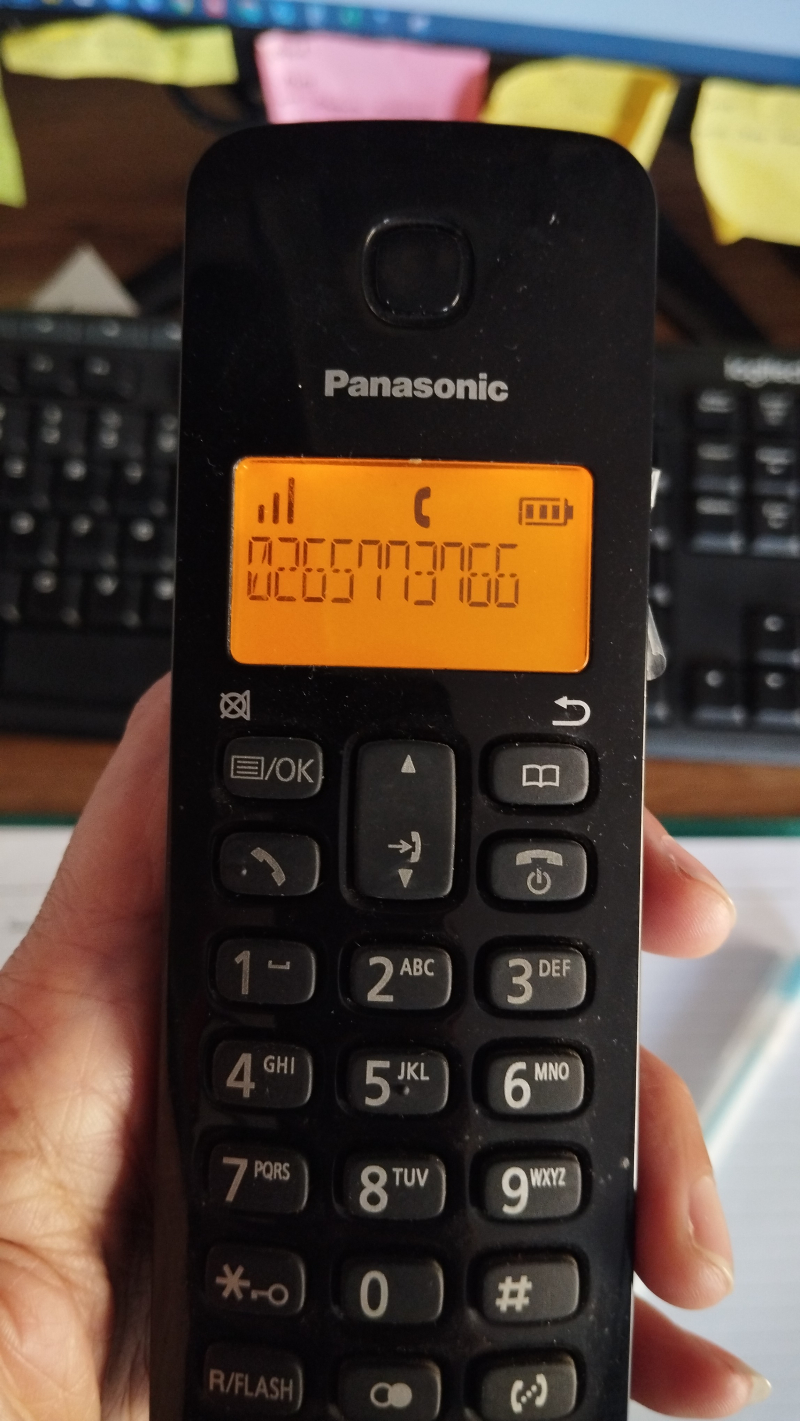 Panasonic
0265773766
/OK
1
2 ABC
3 DEF
4 GHI
5 JKL
6 MNO
7 PQRS
8 TUV
9 WXYZ
*
0
#
R/FLASH